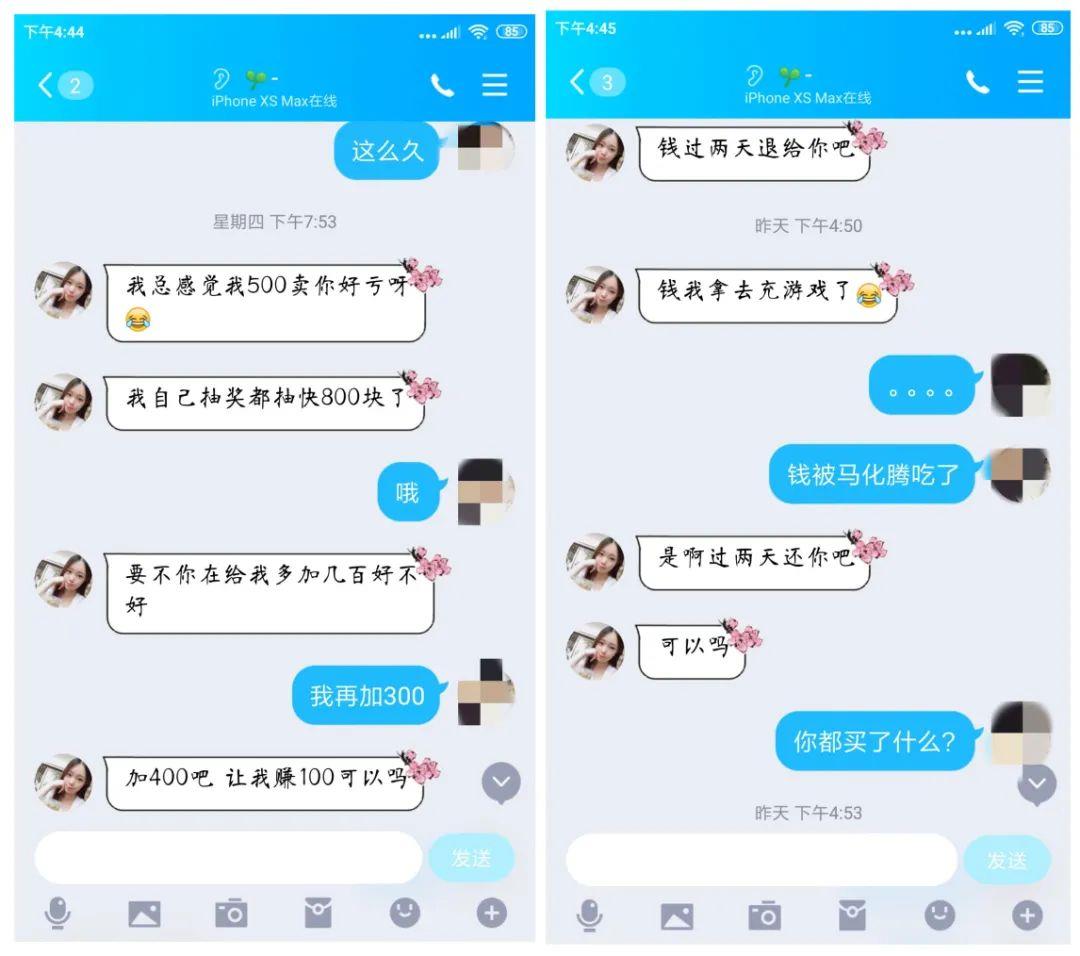 下午4:44
85
2
-
iPhone XS Max在线
这么久
星期四 下午7:53
我总感觉我500卖你好亏呀
😂
我自己抽奖都抽快800块了
哦
要不你在给我多加几百好不
好
我再加300
加400吧 让我赚100可以吗
发送
下午4:45
85
3
-
iPhone XS Max在线
钱过两天退给你吧
昨天 下午4:50
钱我拿去充游戏了😂
。。。。
钱被马化腾吃了
是啊过两天还你吧
可以吗
你都买了什么?
昨天 下午4:53
发送